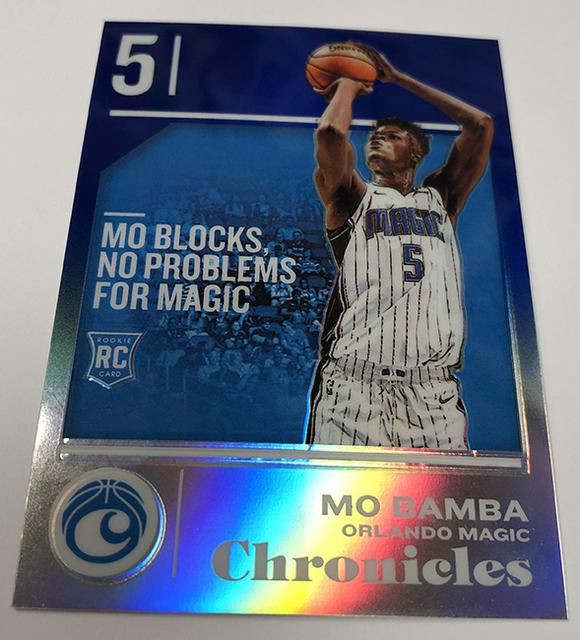 5
MO BLOCKS,
NO PROBLEMS
FOR MAGIC
ROOKIE
RC
CARD
MAGIC
5
C
MO BAMBA
ORLANDO MAGIC
Chronicles